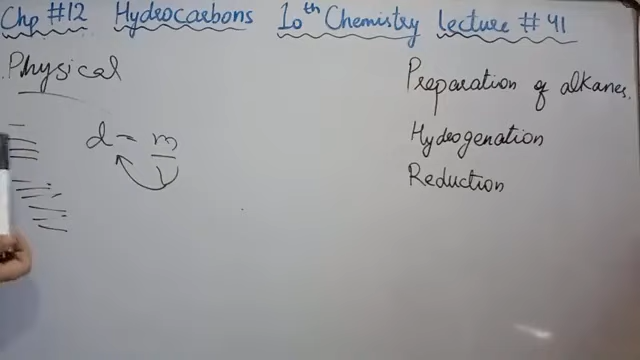 Chp #12 Hydrocarbons 10th Chemistry lecture # 41
Physical
Preparation of alkanes.
d = m/V
Hydrogenation
Reduction